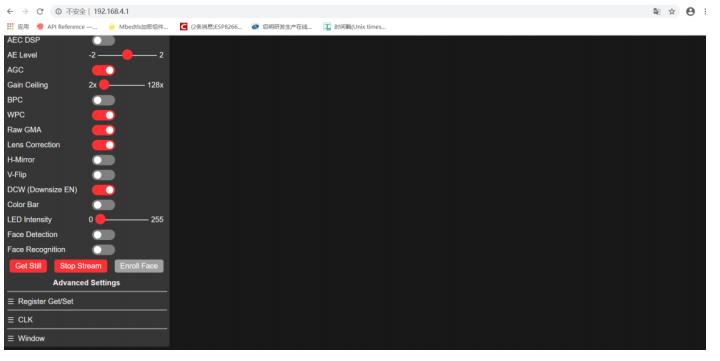 不安全 | 192.168.4.1
应用 API Reference —... Mbedtls加密组件... (2条消息)ESP8266... 启明研发生产在线... 时间戳(Unix times...
AEC DSP
AE Level -2 2
AGC
Gain Ceiling 2x 128x
BPC
WPC
Raw GMA
Lens Correction
H-Mirror
V-Flip
DCW (Downsize EN)
Color Bar
LED Intensity 0 255
Face Detection
Face Recognition
Get Still Stop Stream Enroll Face
Advanced Settings
☰ Register Get/Set
☰ CLK
☰ Window